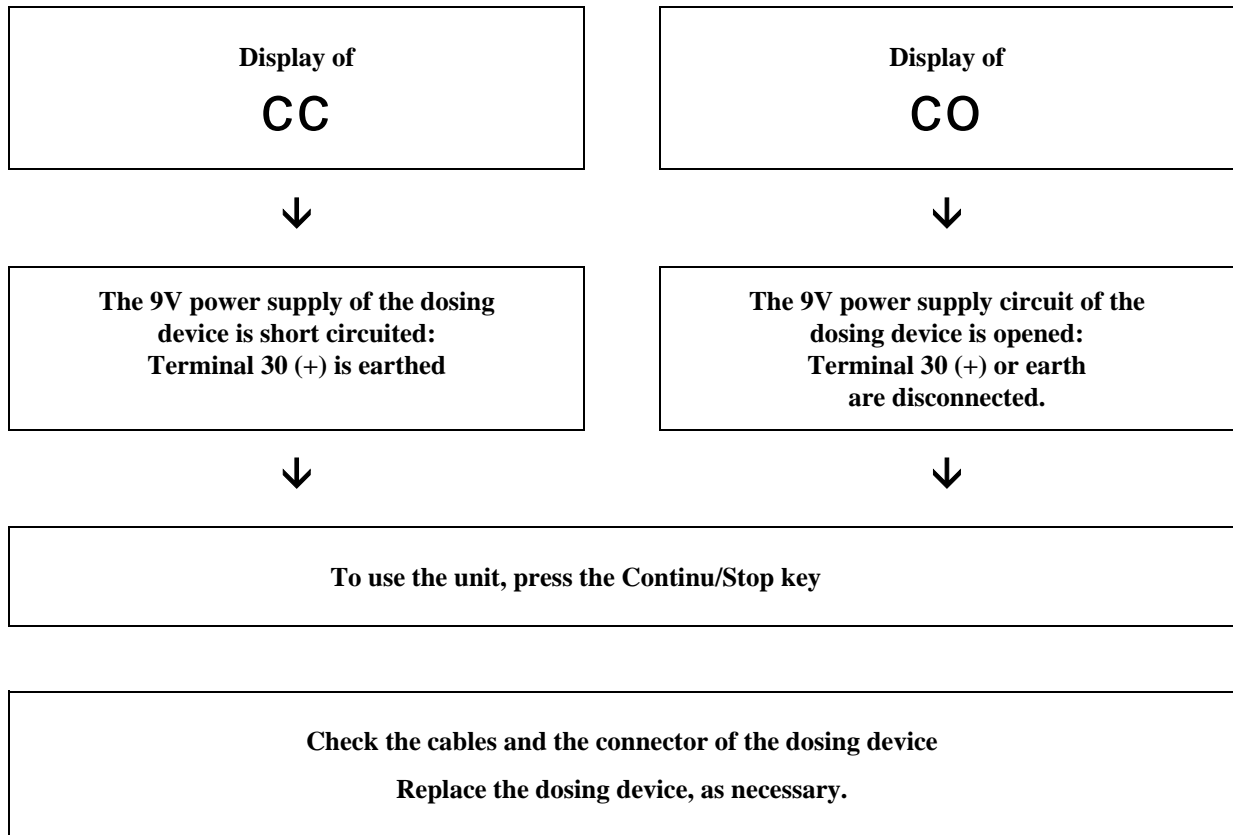 Display of
cc
Display of
co
The 9V power supply of the dosing
device is short circuited:
Terminal 30 (+) is earthed
The 9V power supply circuit of the
dosing device is opened:
Terminal 30 (+) or earth
are disconnected.
To use the unit, press the Continu/Stop key
Check the cables and the connector of the dosing device
Replace the dosing device, as necessary.